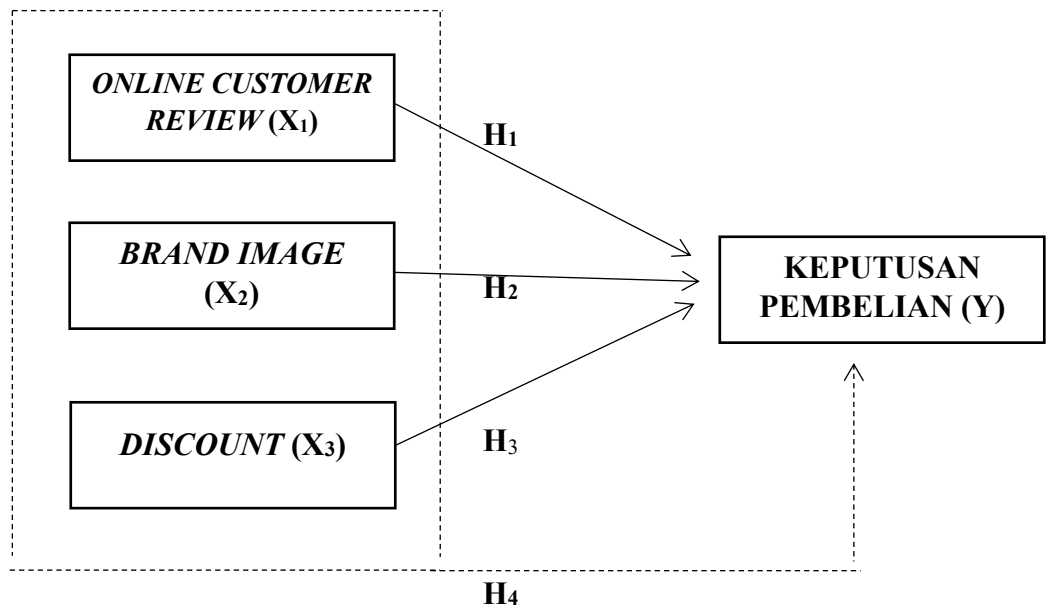 ONLINE CUSTOMER
REVIEW (X₁)
H₁
BRAND IMAGE
(X₂)
H₂
KEPUTUSAN
PEMBELIAN (Y)
DISCOUNT (X₃)
H₃
H₄